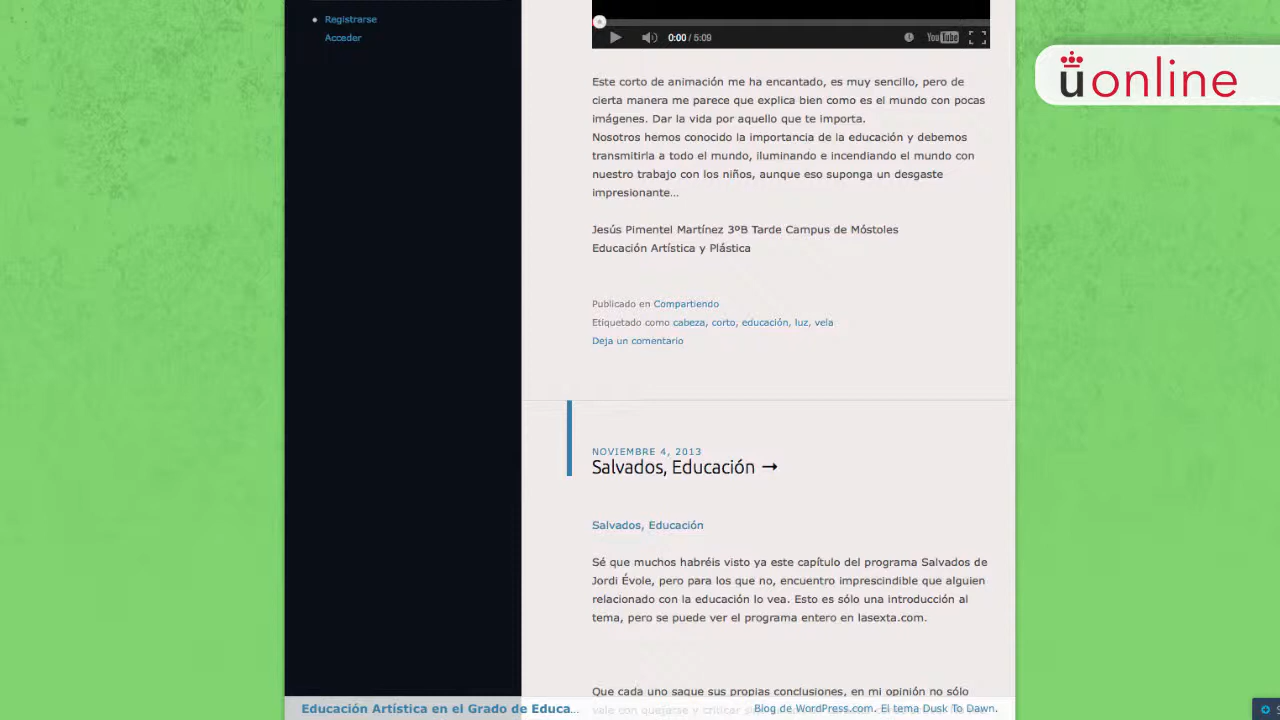 Registrarse
Acceder
0:00 / 5:09
YouTube
uonline
Este corto de animación me ha encantado, es muy sencillo, pero de
cierta manera me parece que explica bien como es el mundo con pocas
imágenes. Dar la vida por aquello que te importa.
Nosotros hemos conocido la importancia de la educación y debemos
transmitirla a todo el mundo, iluminando e incendiando el mundo con
nuestro trabajo con los niños, aunque eso suponga un desgaste
impresionante...
Jesús Pimentel Martínez 3ºB Tarde Campus de Móstoles
Educación Artística y Plástica
Publicado en Compartiendo
Etiquetado como cabeza, corto, educación, luz, vela
Deja un comentario
NOVIEMBRE 4, 2013
Salvados, Educación →
Salvados, Educación
Sé que muchos habréis visto ya este capítulo del programa Salvados de
Jordi Évole, pero para los que no, encuentro imprescindible que alguien
relacionado con la educación lo vea. Esto es sólo una introducción al
tema, pero se puede ver el programa entero en lasexta.com.
Que cada uno saque sus propias conclusiones, en mi opinión no sólo
vale con quejarse y criticar
Educación Artística en el Grado de Educa...
Blog de WordPress.com. El tema Dusk To Dawn.